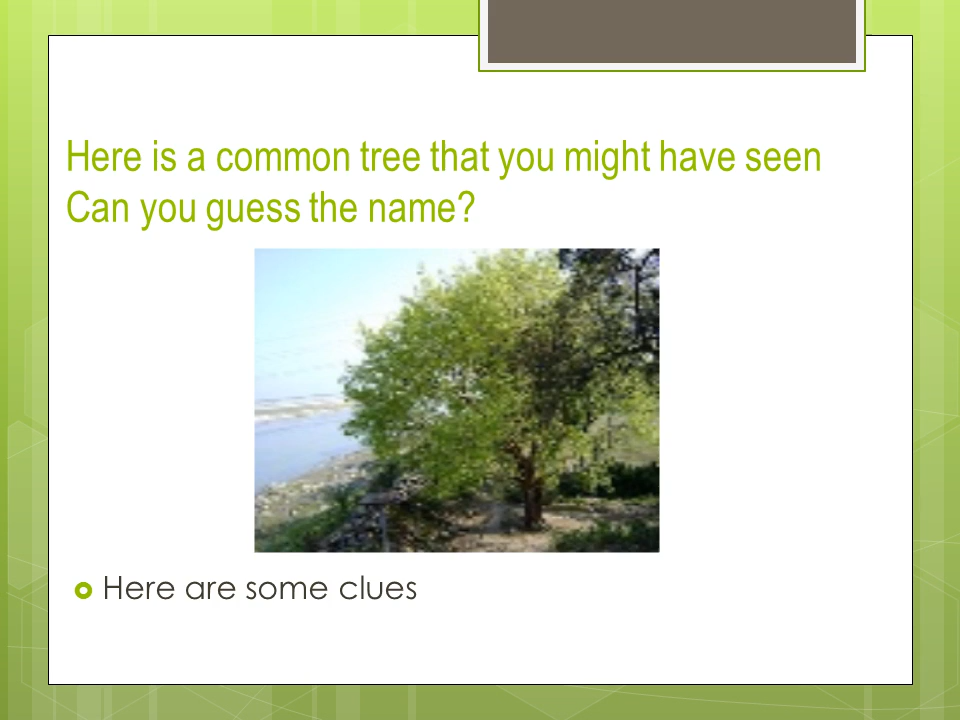 Here is a common tree that you might have seen
Can you guess the name?
Here are some clues